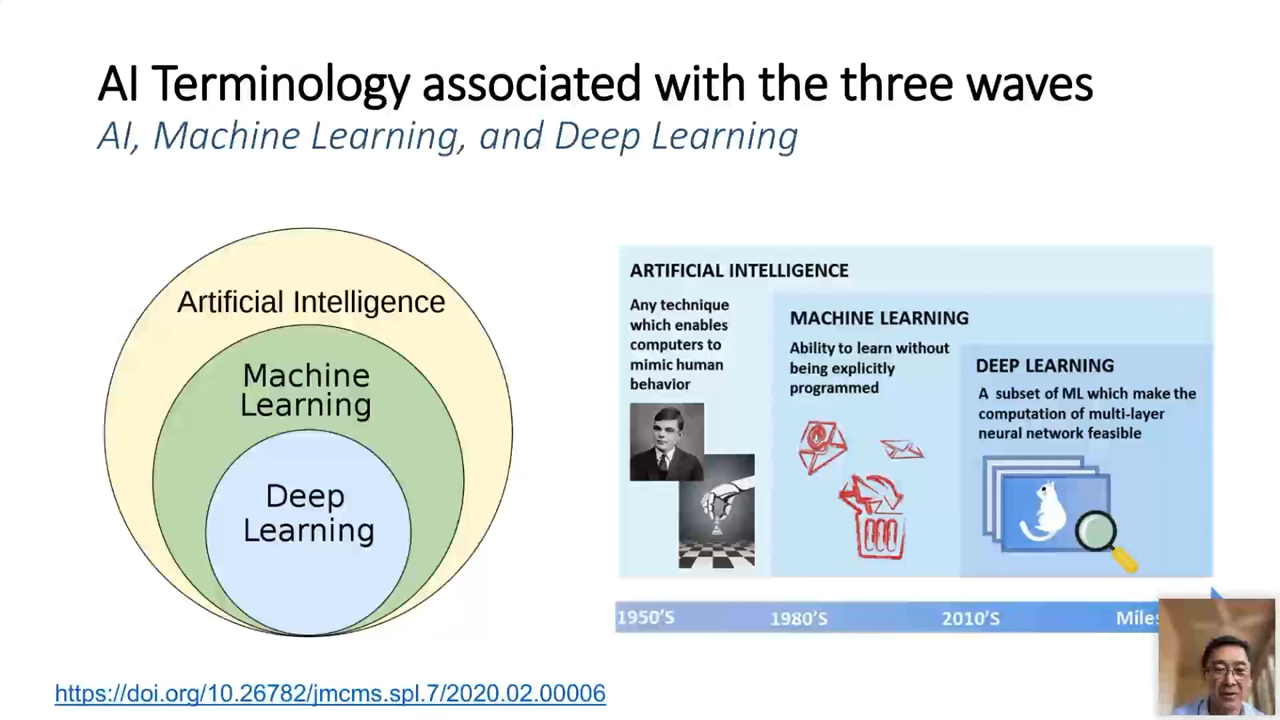 AI Terminology associated with the three waves
AI, Machine Learning, and Deep Learning
Artificial Intelligence
Machine
Learning
Deep
Learning
ARTIFICIAL INTELLIGENCE
Any technique
which enables
computers to
mimic human
behavior
MACHINE LEARNING
Ability to learn without
being explicitly
programmed
DEEP LEARNING
A subset of ML which make the
computation of multi-layer
neural network feasible
1950'S
1980'S
2010'S
https://doi.org/10.26782/jmcms.spl.7/2020.02.00006